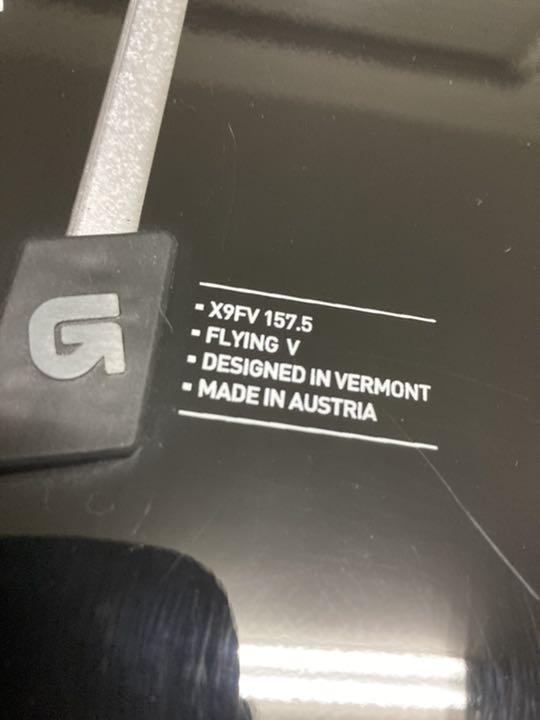 G
▪ X9FV 157.5
▪ FLYING V
▪ DESIGNED IN VERMONT
▪ MADE IN AUSTRIA